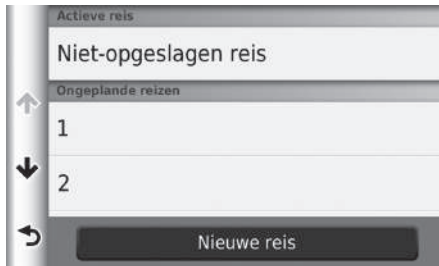 Actieve reis
Niet-opgeslagen reis
Ongeplande reizen
1
2
Nieuwe reis